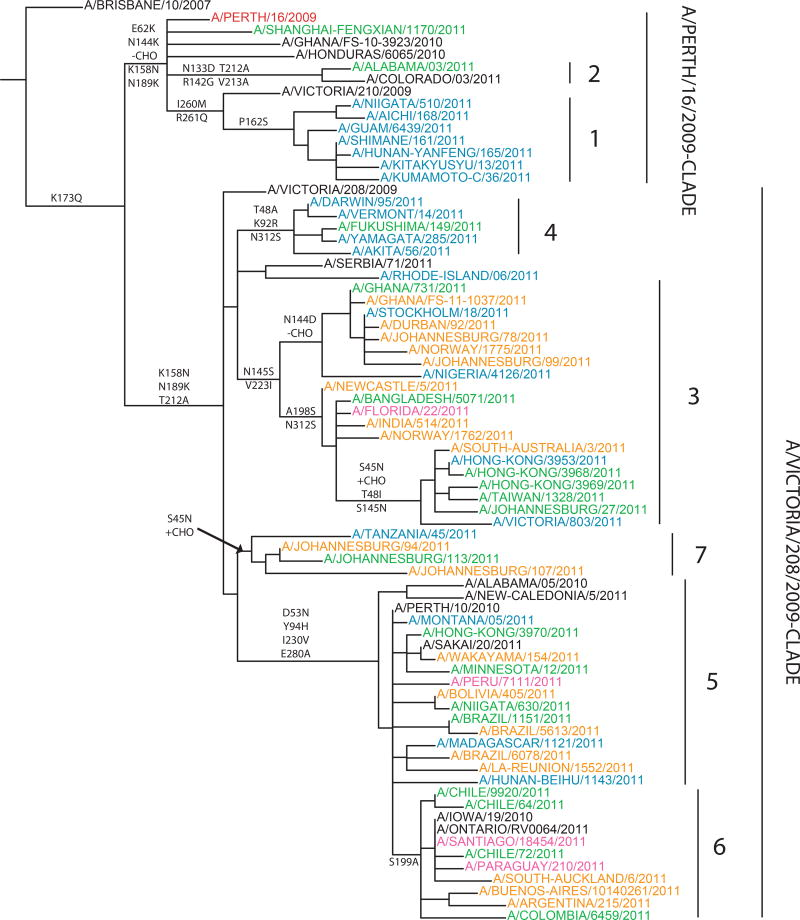 A/BRISBANE/10/2007
A/PERTH/16/2009
A/SHANGHAI-FENGXIAN/1170/2011
A/GHANA/FS-10-3923/2010
A/HONDURAS/6065/2010
A/ALABAMA/03/2011
A/COLORADO/03/2011
A/VICTORIA/210/2009
A/NIIGATA/510/2011
A/AICHI/168/2011
A/GUAM/6439/2011
A/SHIMANE/161/2011
A/HUNAN-YANFENG/165/2011
A/KITAKYUSYU/13/2011
A/KUMAMOTO-C/36/2011
E62K
N144K
-CHO
K158N
N189K
N133D T212A
R142G V213A
I260M
R261Q
P162S
K173Q
2
1
A/PERTH/16/2009-CLADE
A/VICTORIA/208/2009
A/DARWIN/95/2011
A/VERMONT/14/2011
A/FUKUSHIMA/149/2011
A/YAMAGATA/285/2011
A/AKITA/56/2011
T48A
K92R
N312S
4
A/SERBIA/71/2011
A/RHODE-ISLAND/06/2011
A/GHANA/731/2011
A/GHANA/FS-11-1037/2011
A/STOCKHOLM/18/2011
A/DURBAN/92/2011
A/JOHANNESBURG/78/2011
A/NORWAY/1775/2011
A/JOHANNESBURG/99/2011
A/NIGERIA/4126/2011
N144D
-CHO
K158N
N189K
T212A
N145S
V223I
A/NEWCASTLE/5/2011
A/BANGLADESH/5071/2011
A/FLORIDA/22/2011
A/INDIA/514/2011
A/NORWAY/1762/2011
A198S
N312S
A/SOUTH-AUSTRALIA/3/2011
A/HONG-KONG/3953/2011
A/HONG-KONG/3968/2011
A/HONG-KONG/3969/2011
A/TAIWAN/1328/2011
A/JOHANNESBURG/27/2011
A/VICTORIA/803/2011
S45N
+CHO
T48I
S145N
3
A/VICTORIA/208/2009-CLADE
S45N
+CHO
A/TANZANIA/45/2011
A/JOHANNESBURG/94/2011
A/JOHANNESBURG/113/2011
A/JOHANNESBURG/107/2011
7
A/ALABAMA/05/2010
A/NEW-CALEDONIA/5/2011
A/PERTH/10/2010
A/MONTANA/05/2011
A/HONG-KONG/3970/2011
A/SAKAI/20/2011
A/WAKAYAMA/154/2011
A/MINNESOTA/12/2011
A/PERU/7111/2011
A/BOLIVIA/405/2011
A/NIIGATA/630/2011
A/BRAZIL/1151/2011
A/BRAZIL/5613/2011
A/MADAGASCAR/1121/2011
A/BRAZIL/6078/2011
A/LA-REUNION/1552/2011
A/HUNAN-BEIHU/1143/2011
D53N
Y94H
I230V
E280A
5
A/CHILE/9920/2011
A/CHILE/64/2011
A/IOWA/19/2010
A/ONTARIO/RV0064/2011
A/SANTIAGO/18454/2011
A/CHILE/72/2011
A/PARAGUAY/210/2011
A/SOUTH-AUCKLAND/6/2011
A/BUENOS-AIRES/10140261/2011
A/ARGENTINA/215/2011
A/COLOMBIA/6459/2011
S199A
6